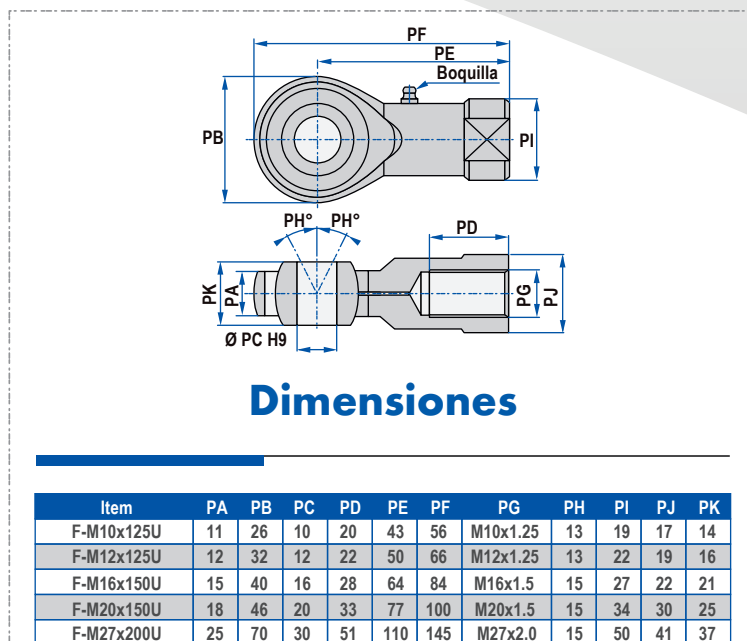 PF
PE
Boquilla
PB
PI
PH° PH°
PD
PK
PA
PG
PJ
Ø PC H9
Dimensiones
Item PA PB PC PD PE PF PG PH PI PJ PK
F-M10x125U 11 26 10 20 43 56 M10x1.25 13 19 17 14
F-M12x125U 12 32 12 22 50 66 M12x1.25 13 22 19 16
F-M16x150U 15 40 16 28 64 84 M16x1.5 15 27 22 21
F-M20x150U 18 46 20 33 77 100 M20x1.5 15 34 30 25
F-M27x200U 25 70 30 51 110 145 M27x2.0 15 50 41 37